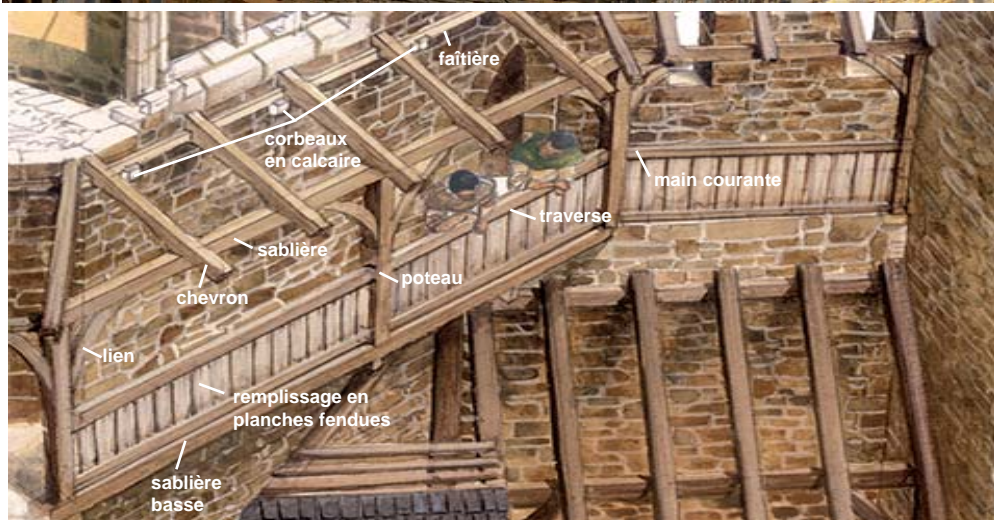 faîtière
corbeaux
en calcaire
main courante
traverse
sablière
poteau
chevron
lien
remplissage en
planches fendues
sablière
basse